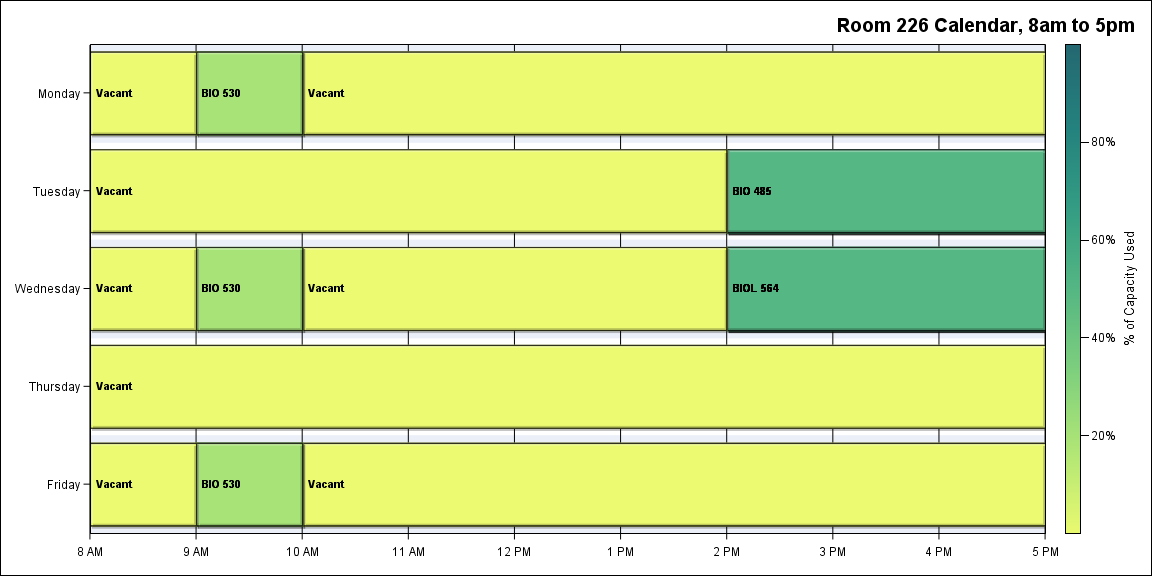 Room 226 Calendar, 8am to 5pm
Monday
Vacant
BIO 530
Vacant
Tuesday
Vacant
BIO 485
Wednesday
Vacant
BIO 530
Vacant
BIOL 564
Thursday
Vacant
Friday
Vacant
BIO 530
Vacant
8 AM
9 AM
10 AM
11 AM
12 PM
1 PM
2 PM
3 PM
4 PM
5 PM
80%
60%
40%
20%
% of Capacity Used